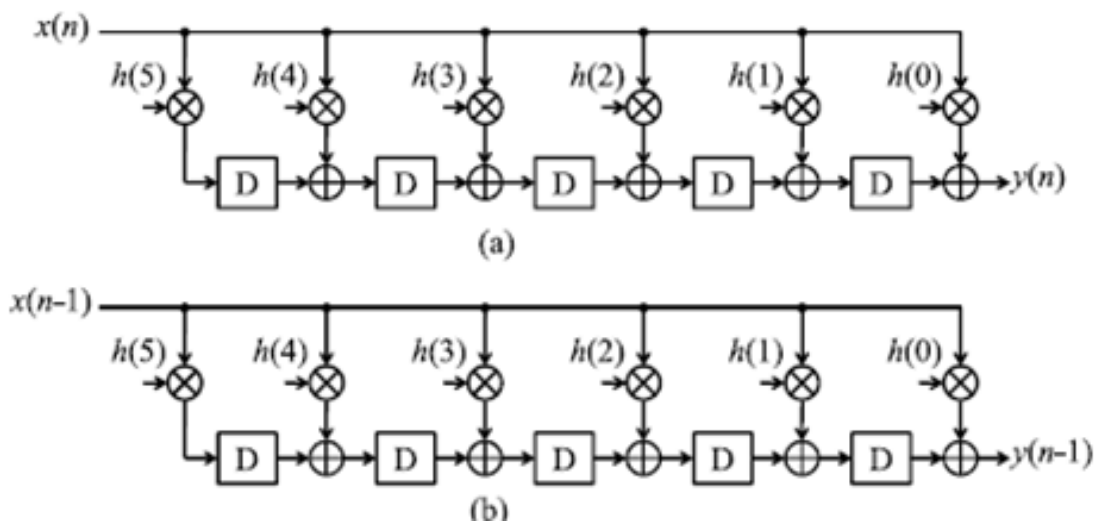 x(n)
h(5) h(4) h(3) h(2) h(1) h(0)
D D D D D y(n)
(a)
x(n-1)
h(5) h(4) h(3) h(2) h(1) h(0)
D D D D D y(n-1)
(b)